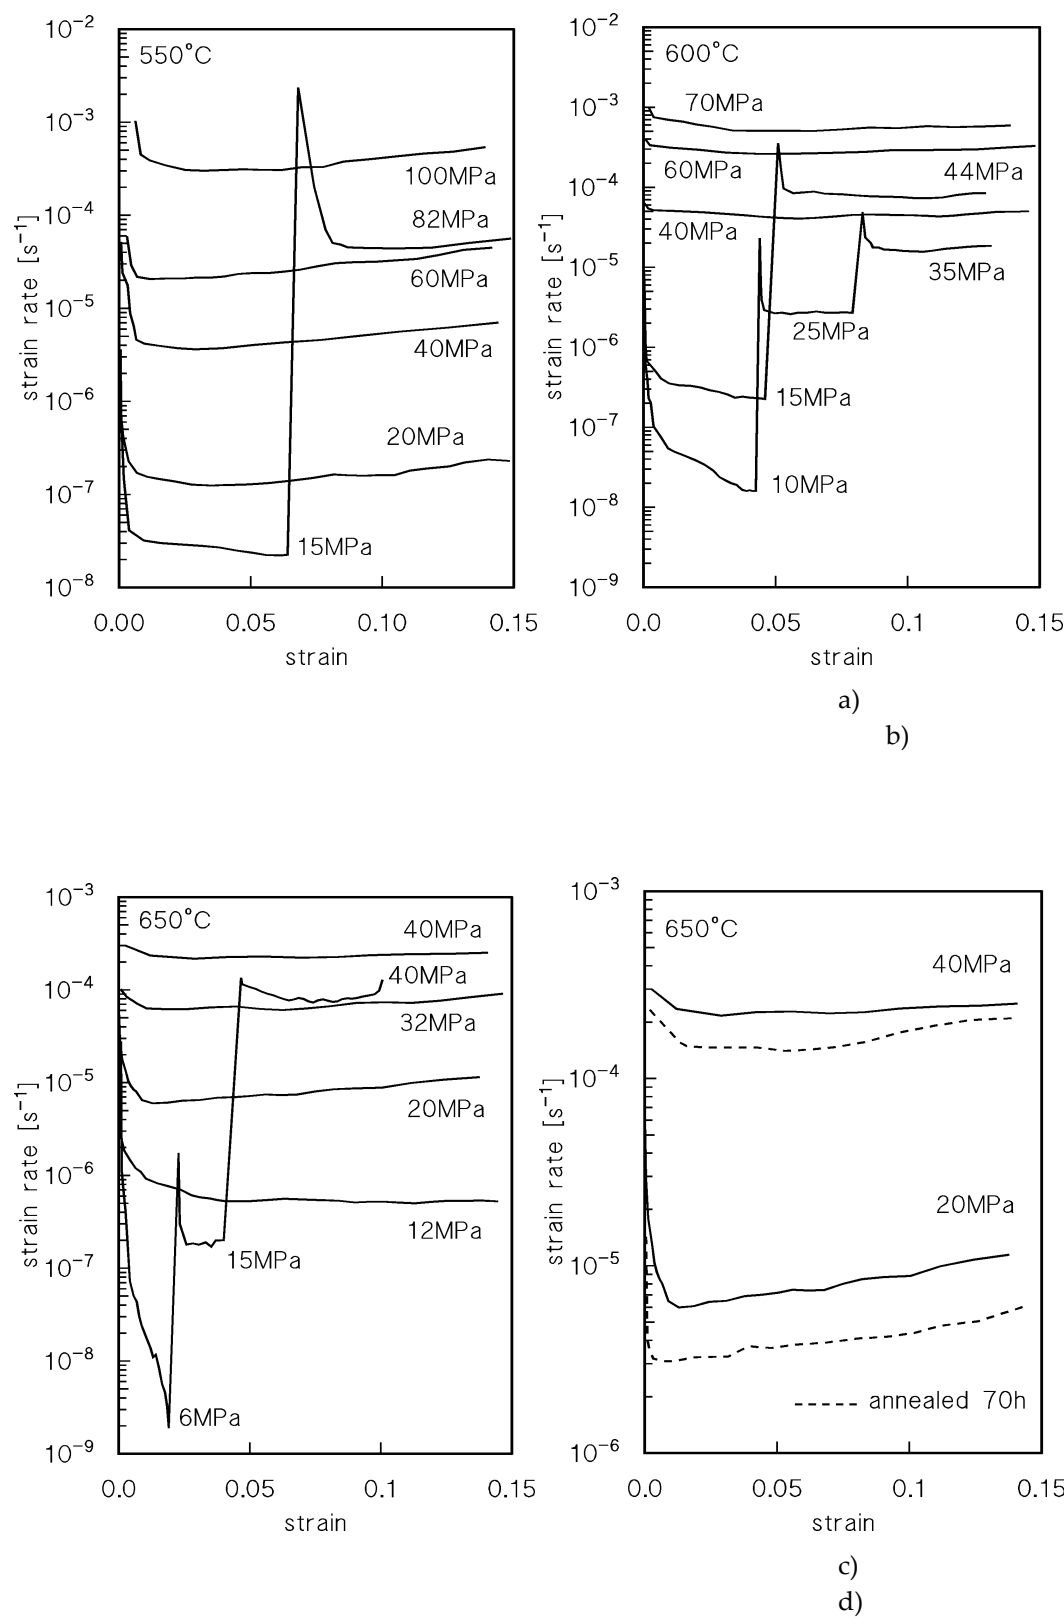 10⁻²
550°C
10⁻³
100MPa
10⁻⁴
82MPa
60MPa
10⁻⁵
40MPa
10⁻⁶
20MPa
10⁻⁷
15MPa
10⁻⁸
0.00 0.05 0.10 0.15
strain
strain rate [s⁻¹]
10⁻²
600°C
70MPa
10⁻³
60MPa
44MPa
10⁻⁴
40MPa
35MPa
10⁻⁵
25MPa
10⁻⁶
15MPa
10⁻⁷
10MPa
10⁻⁸
10⁻⁹
0.0 0.05 0.1 0.15
strain
strain rate [s⁻¹]
a)
b)
10⁻³
650°C
40MPa
40MPa
10⁻⁴
32MPa
10⁻⁵
20MPa
10⁻⁶
12MPa
15MPa
10⁻⁷
10⁻⁸
6MPa
10⁻⁹
0.0 0.05 0.1 0.15
strain
strain rate [s⁻¹]
10⁻³
650°C
40MPa
10⁻⁴
20MPa
10⁻⁵
annealed 70h
10⁻⁶
0.0 0.05 0.1 0.15
strain
strain rate [s⁻¹]
c)
d)